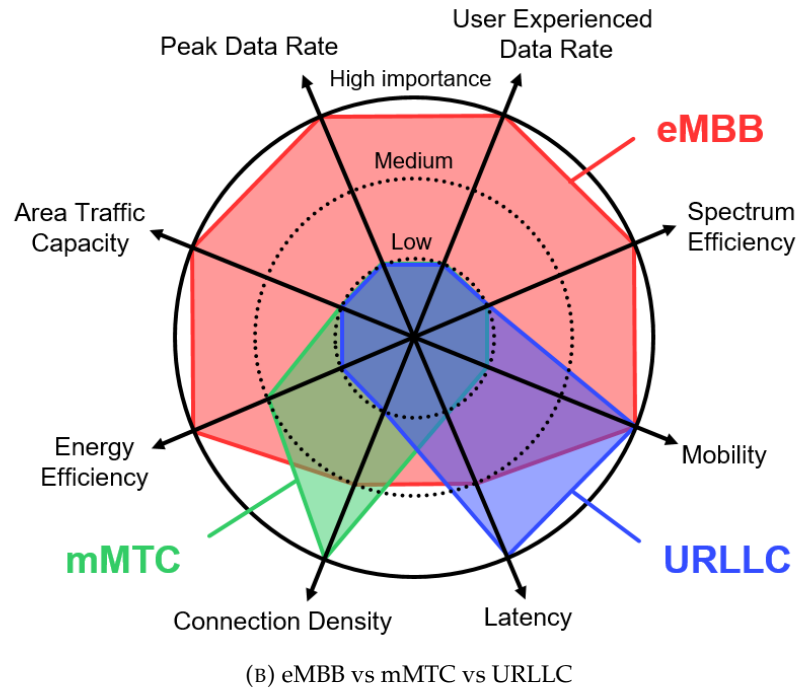 Peak Data Rate
User Experienced
Data Rate
High importance
eMBB
Medium
Area Traffic
Capacity
Spectrum
Efficiency
Low
Energy
Efficiency
Mobility
mMTC
URLLC
Connection Density
Latency
(B) eMBB vs mMTC vs URLLC